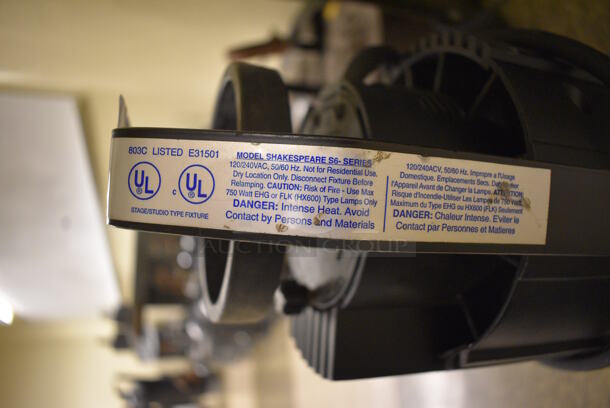 803C LISTED E31501
UL
C UL
STAGE/STUDIO TYPE FIXTURE
MODEL SHAKESPEARE S6- SERIES
120/240VAC, 50/60 Hz. Not for Residential Use.
Dry Location Only. Disconnect Fixture Before
Relamping. CAUTION: Risk of Fire - Use Max
750 Watt EHG or FLK (HX600) Type Lamps Only
DANGER: Intense Heat. Avoid
Contact by Persons and Materials
120/240ACV, 50/60 Hz. Impropre a l'Usage
Domestique. Emplacements Secs. Debrancher
l'Appareil Avant de Changer la Lampe. ATTENTION
Risque d'Incendie-Utiliser Les Lampes de 750 Watt
Maximum du Type EHG ou HX600 (FLK) Seulement
DANGER: Chaleur Intense. E'viter le
Contact par Personnes et Matieres
AUCTION GROUP